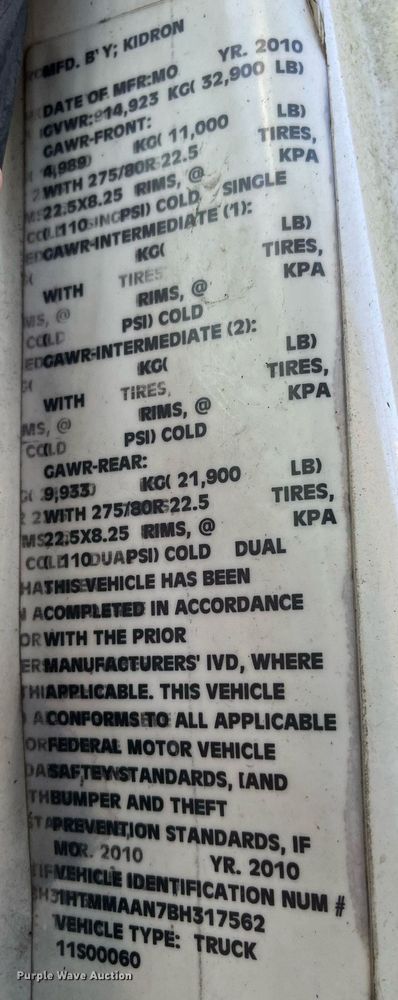 MFD. B'Y; KIDRON
DATE OF MFR:MO YR. 2010
GVWR: 14,923 KG( 32,900 LB)
GAWR-FRONT:
4,989) KG( 11,000 LB)
WITH 275/80R 22.5 TIRES,
22.5X8.25 RIMS, @ KPA
(110 PSI) COLD SINGLE
GAWR-INTERMEDIATE (1):
KG( LB)
WITH TIRES TIRES,
RIMS, @ KPA
PSI) COLD
GAWR-INTERMEDIATE (2):
KG( LB)
WITH TIRES, TIRES,
RIMS, @ KPA
PSI) COLD
GAWR-REAR:
9,933) KG( 21,900 LB)
WITH 275/80R 22.5 TIRES,
22.5X8.25 RIMS, @ KPA
(110 PSI) COLD DUAL
THIS VEHICLE HAS BEEN
COMPLETED IN ACCORDANCE
WITH THE PRIOR
MANUFACTURERS' IVD, WHERE
APPLICABLE. THIS VEHICLE
CONFORMS TO ALL APPLICABLE
FEDERAL MOTOR VEHICLE
SAFTEY STANDARDS, [AND
BUMPER AND THEFT
PREVENTION STANDARDS, IF
MO. 2010 YR. 2010
VEHICLE IDENTIFICATION NUM #
1HTMMAAN7BH317562
VEHICLE TYPE: TRUCK
11S00060
Purple Wave Auction